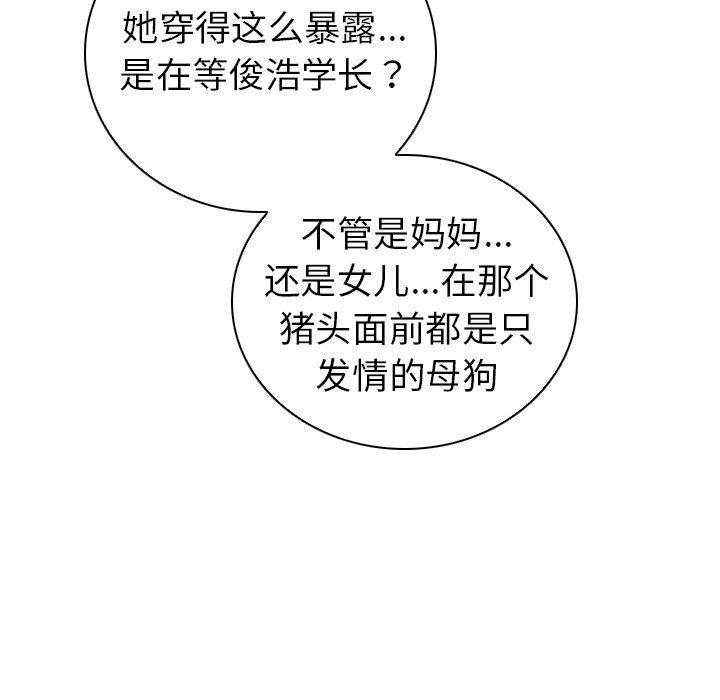 她穿得这么暴露...
是在等俊浩学长？
不管是妈妈...
还是女儿...在那个
猪头面前都是只
发情的母狗